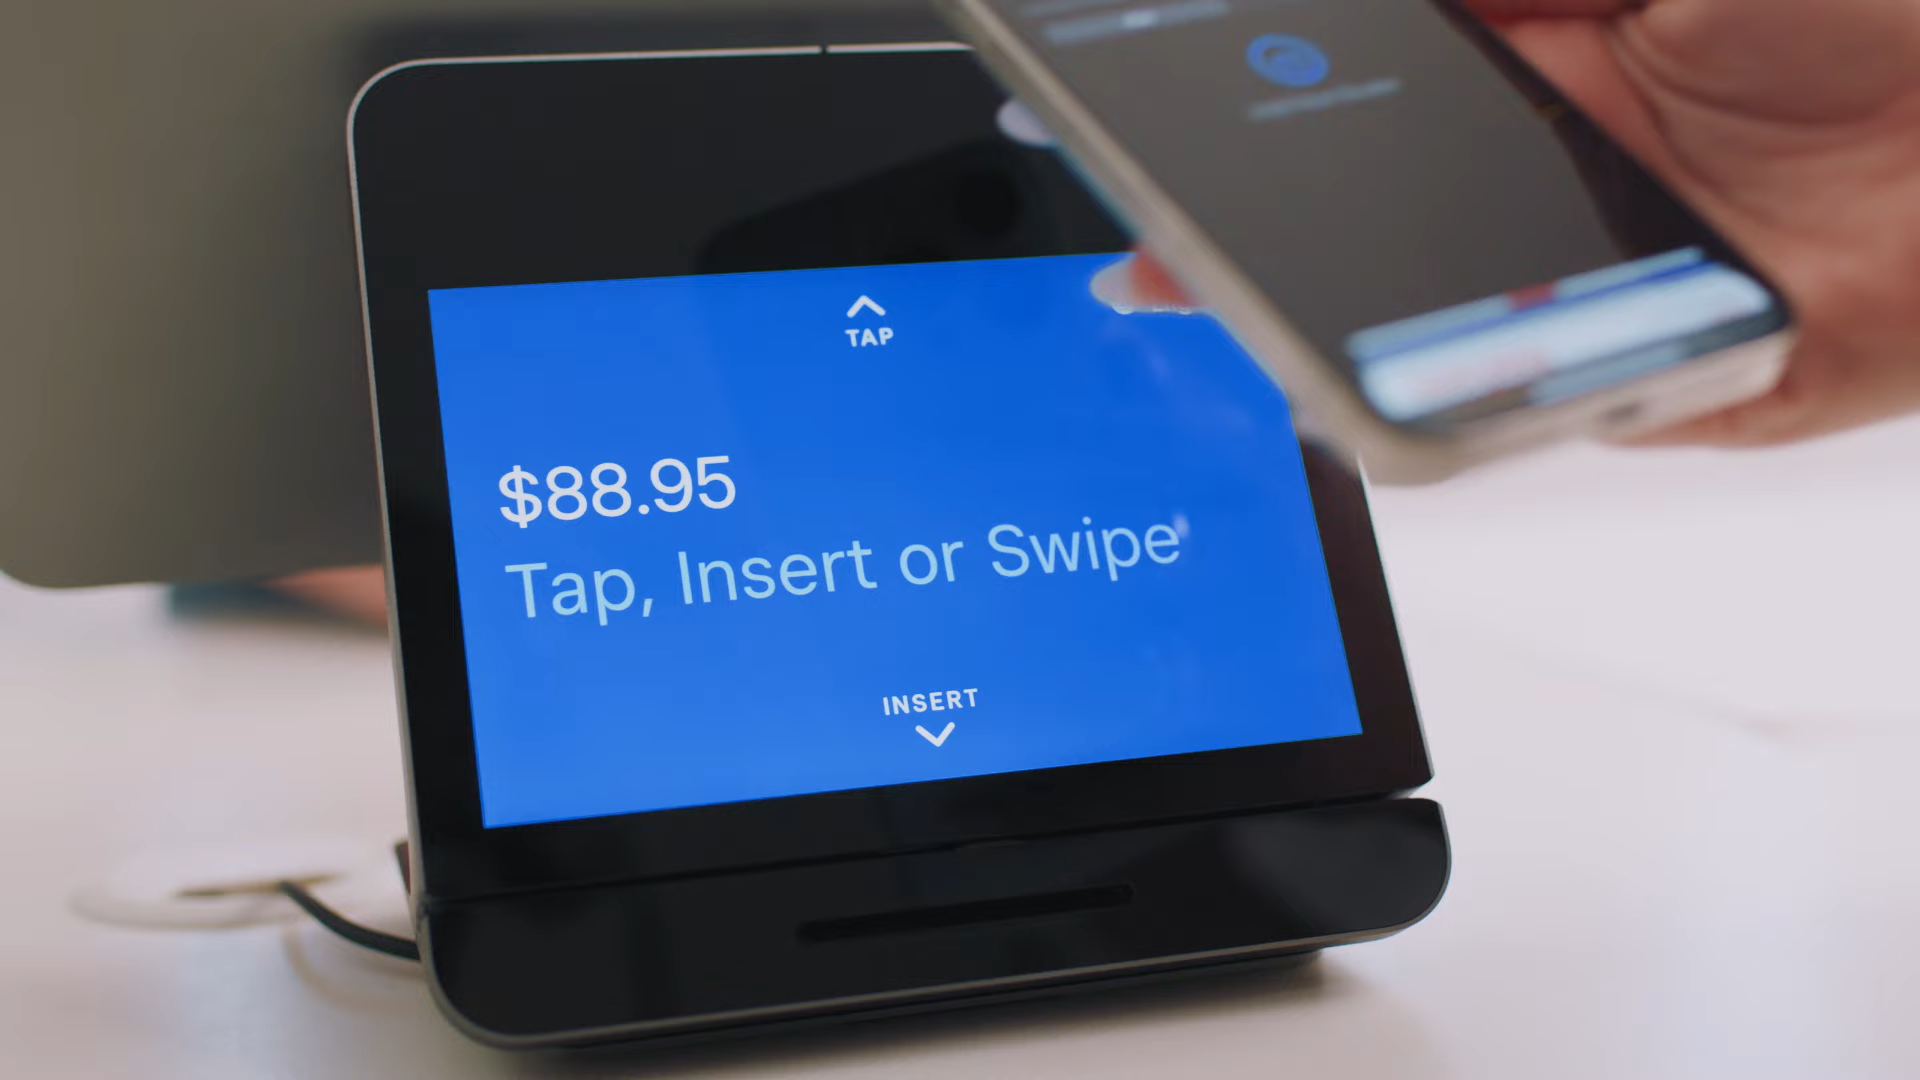 TAP
$88.95
Tap, Insert or Swipe
INSERT